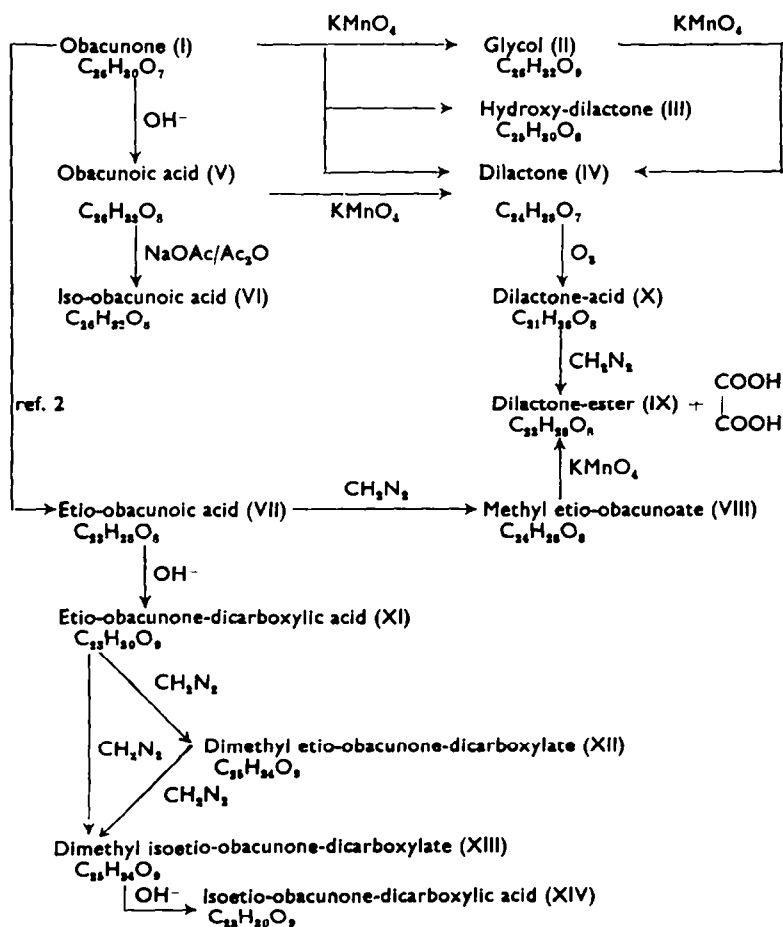 KMnO₄ KMnO₄
Obacunone (I) Glycol (II)
C₂₆H₃₀O₇ C₂₆H₃₂O₉
Hydroxy-dilactone (III)
OH⁻
Obacunoic acid (V) Dilactone (IV)
KMnO₄
C₂₆H₃₂O₈ C₂₄H₂₈O₇
NaOAc/Ac₂O O₃
Iso-obacunoic acid (VI) Dilactone-acid (X)
C₂₆H₃₂O₈ C₂₁H₂₆O₈
CH₂N₂
COOH
ref. 2 Dilactone-ester (IX) +
COOH
C₂₂H₂₈O₈
KMnO₄
CH₂N₂
Etio-obacunoic acid (VII) Methyl etio-obacunoate (VIII)
C₂₃H₂₈O₈
OH⁻
Etio-obacunone-dicarboxylic acid (XI)
C₂₃H₃₀O₉
CH₂N₂
CH₂N₂ Dimethyl etio-obacunone-dicarboxylate (XII)
C₂₅H₃₄O₉
CH₂N₂
Dimethyl isoetio-obacunone-dicarboxylate (XIII)
C₂₅H₃₄O₉
OH⁻ Isoetio-obacunone-dicarboxylic acid (XIV)
C₂₃H₃₀O₉